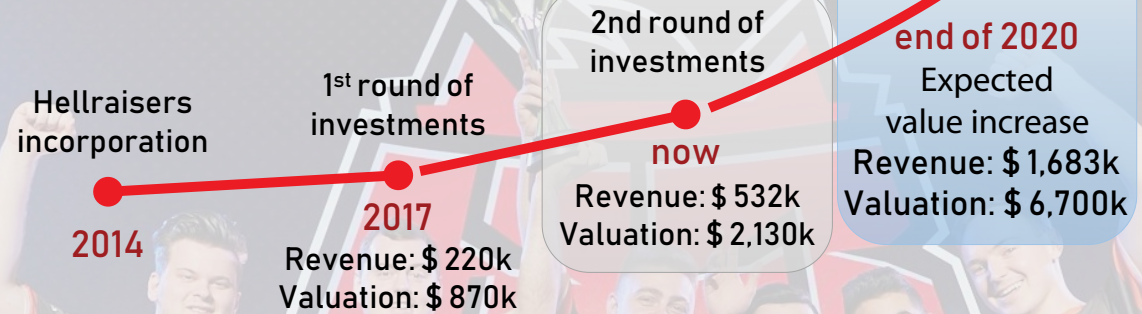 Hellraisers
incorporation
2014
1st round of
investments
2017
Revenue: $ 220k
Valuation: $ 870k
2nd round of
investments
now
Revenue: $ 532k
Valuation: $ 2,130k
end of 2020
Expected
value increase
Revenue: $ 1,683k
Valuation: $ 6,700k